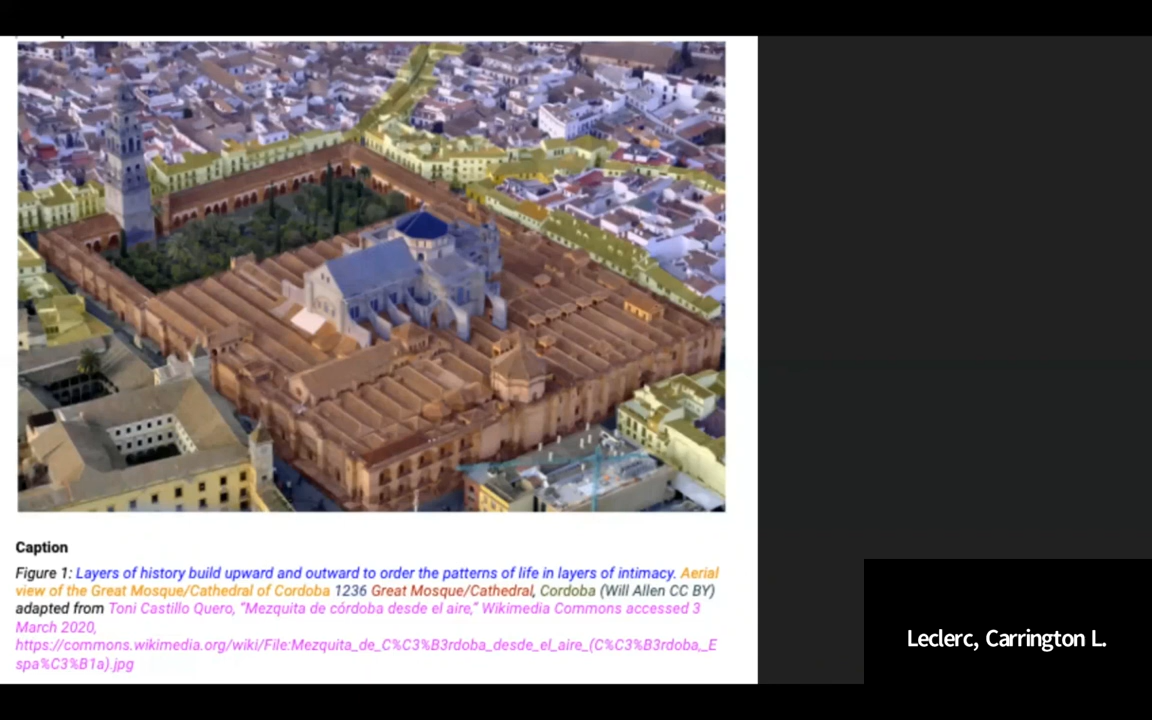 Caption
Figure 1: Layers of history build upward and outward to order the patterns of life in layers of intimacy. Aerial
view of the Great Mosque/Cathedral of Cordoba 1236 Great Mosque/Cathedral, Cordoba (Will Allen CC BY)
adapted from Toni Castillo Quero, “Mezquita de córdoba desde el aire,” Wikimedia Commons accessed 3
March 2020,
https://commons.wikimedia.org/wiki/File:Mezquita_de_C%C3%B3rdoba_desde_el_aire_(C%C3%B3rdoba,_E
spa%C3%B1a).jpg
Leclerc, Carrington L.